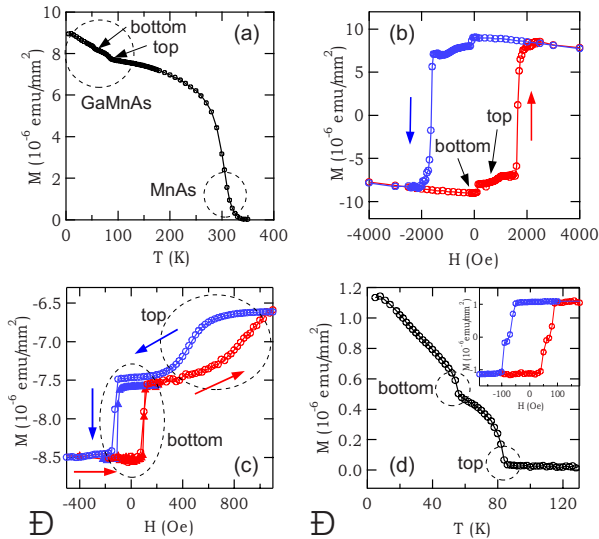 10
8
6
4
2
0
M (10-6 emu/mm2)
0
100
200
300
400
T (K)
bottom
top
(a)
GaMnAs
MnAs
10
5
0
-5
-10
M (10-6 emu/mm2)
-4000
-2000
0
2000
4000
H (Oe)
(b)
top
bottom
-6.5
-7.0
-7.5
-8.0
-8.5
M (10-6 emu/mm2)
-400
0
400
800
H (Oe)
top
bottom
(c)
Đ
1.2
1.0
0.8
0.6
0.4
0.2
0.0
M (10-6 emu/mm2)
0
40
80
120
T (K)
bottom
top
(d)
1
0
-1
M (10-6 emu/mm2)
-100
0
100
H (Oe)
Đ